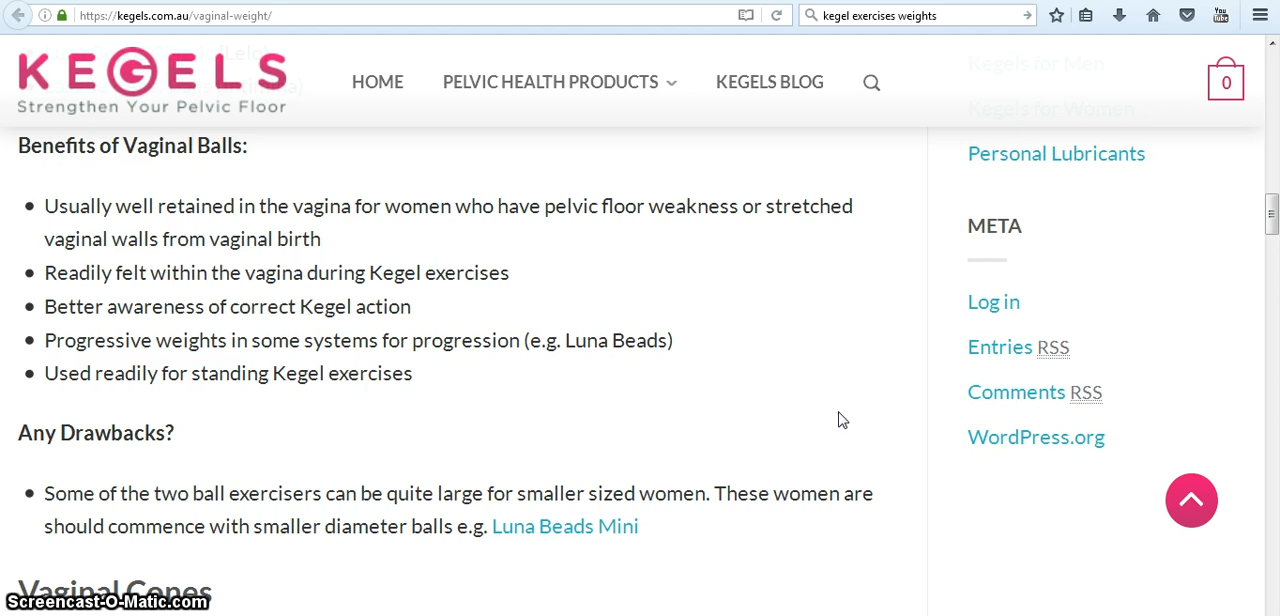 https://kegels.com.au/vaginal-weight/
kegel exercises weights
You Tube
KEGELS
Strengthen Your Pelvic Floor
HOME
PELVIC HEALTH PRODUCTS
KEGELS BLOG
0
Kegels for Men
Kegels for Women
Personal Lubricants
Benefits of Vaginal Balls:
Usually well retained in the vagina for women who have pelvic floor weakness or stretched
vaginal walls from vaginal birth
Readily felt within the vagina during Kegel exercises
Better awareness of correct Kegel action
Progressive weights in some systems for progression (e.g. Luna Beads)
Used readily for standing Kegel exercises
Any Drawbacks?
Some of the two ball exercisers can be quite large for smaller sized women. These women are
should commence with smaller diameter balls e.g. Luna Beads Mini
Vaginal Cones
META
Log in
Entries RSS
Comments RSS
WordPress.org
Screencast-O-Matic.com